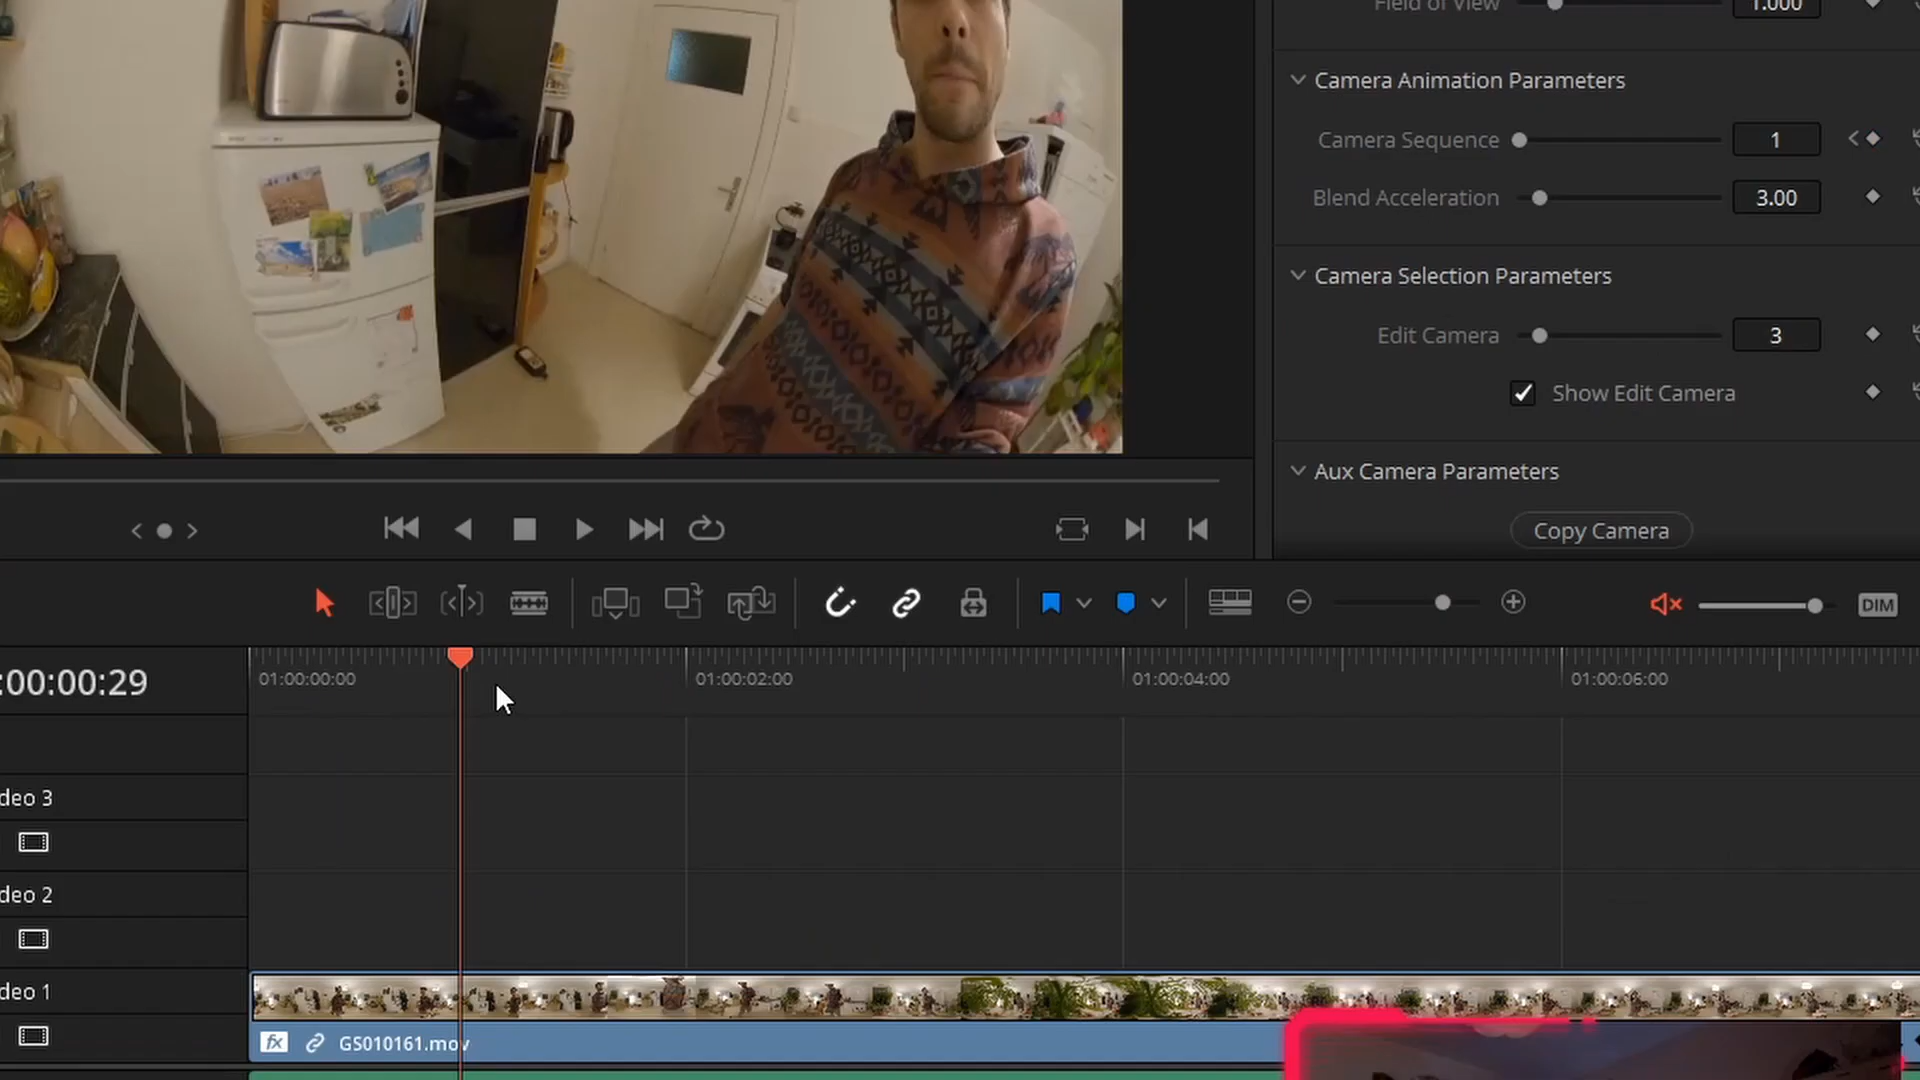 Field of View
1.000
Camera Animation Parameters
Camera Sequence
1
Blend Acceleration
3.00
Camera Selection Parameters
Edit Camera
3
Show Edit Camera
Aux Camera Parameters
Copy Camera
DIM
:00:00:29
01:00:00:00
01:00:02:00
01:00:04:00
01:00:06:00
deo 3
deo 2
deo 1
fx
GS010161.mov